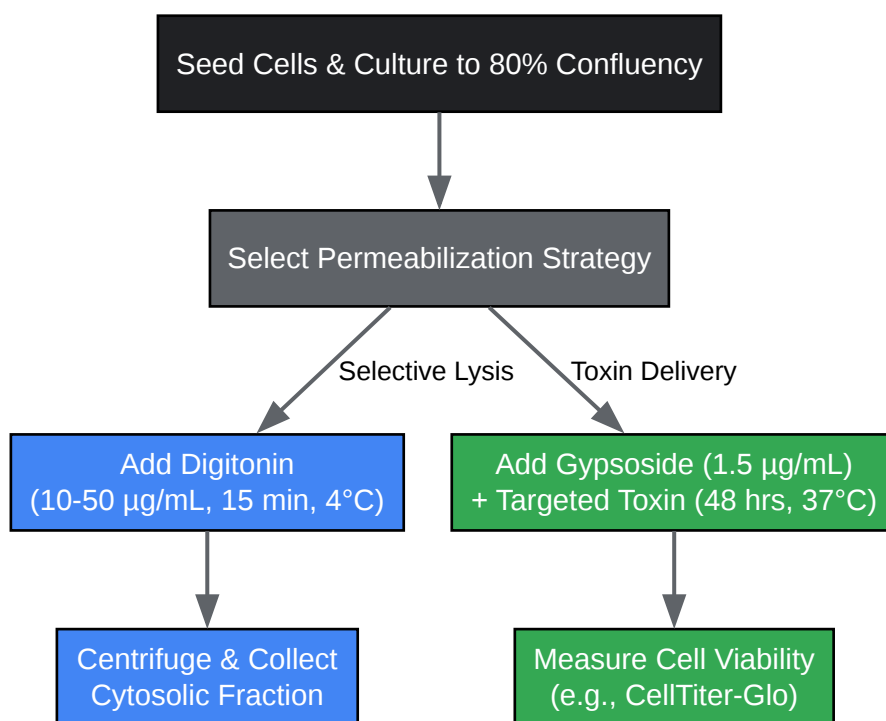 Seed Cells & Culture to 80% Confluency
Select Permeabilization Strategy
Selective Lysis
Toxin Delivery
Add Digitonin
(10-50 µg/mL, 15 min, 4°C)
Add Gypsoside (1.5 µg/mL)
+ Targeted Toxin (48 hrs, 37°C)
Centrifuge & Collect
Cytosolic Fraction
Measure Cell Viability
(e.g., CellTiter-Glo)